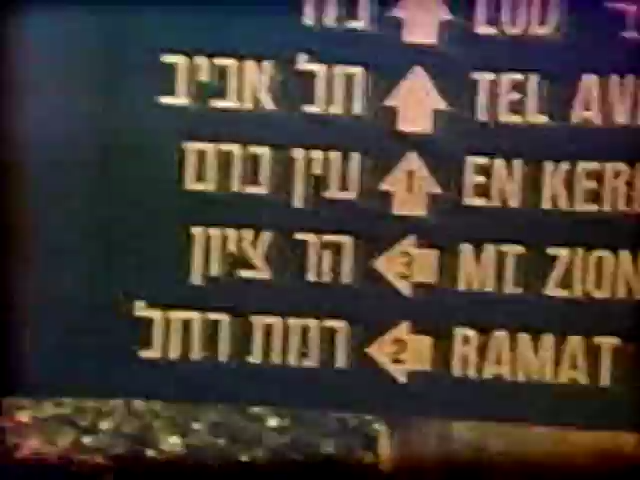 לוד LOD
תל אביב TEL AV
עין כרם 1 EN KER
הר ציון 3 MT ZION
רמת רחל 2 RAMAT